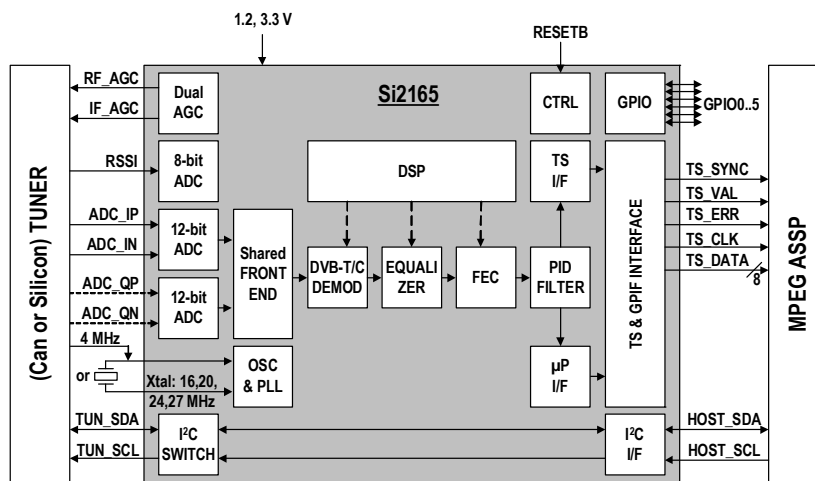 1.2, 3.3 V
RESETB
(Can or Silicon) TUNER
Si2165
MPEG ASSP
RF_AGC
IF_AGC
Dual
AGC
CTRL
GPIO
GPIO0..5
RSSI
8-bit
ADC
DSP
TS
I/F
TS & GPIF INTERFACE
TS_SYNC
TS_VAL
TS_ERR
TS_CLK
TS_DATA
8
ADC_IP
ADC_IN
12-bit
ADC
Shared
FRONT
END
DVB-T/C
DEMOD
EQUALI
ZER
FEC
PID
FILTER
ADC_QP
ADC_QN
12-bit
ADC
4 MHz
or
Xtal: 16,20,
24,27 MHz
OSC
& PLL
µP
I/F
TUN_SDA
TUN_SCL
I²C
SWITCH
I²C
I/F
HOST_SDA
HOST_SCL